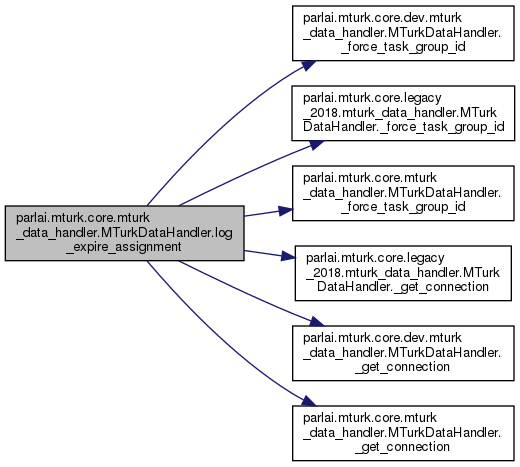 parlai.mturk.core.dev.mturk
_data_handler.MTurkDataHandler.
_force_task_group_id
parlai.mturk.core.legacy
_2018.mturk_data_handler.MTurk
DataHandler._force_task_group_id
parlai.mturk.core.mturk
_data_handler.MTurkDataHandler.
_force_task_group_id
parlai.mturk.core.mturk
_data_handler.MTurkDataHandler.log
_expire_assignment
parlai.mturk.core.legacy
_2018.mturk_data_handler.MTurk
DataHandler._get_connection
parlai.mturk.core.dev.mturk
_data_handler.MTurkDataHandler.
_get_connection
parlai.mturk.core.mturk
_data_handler.MTurkDataHandler.
_get_connection